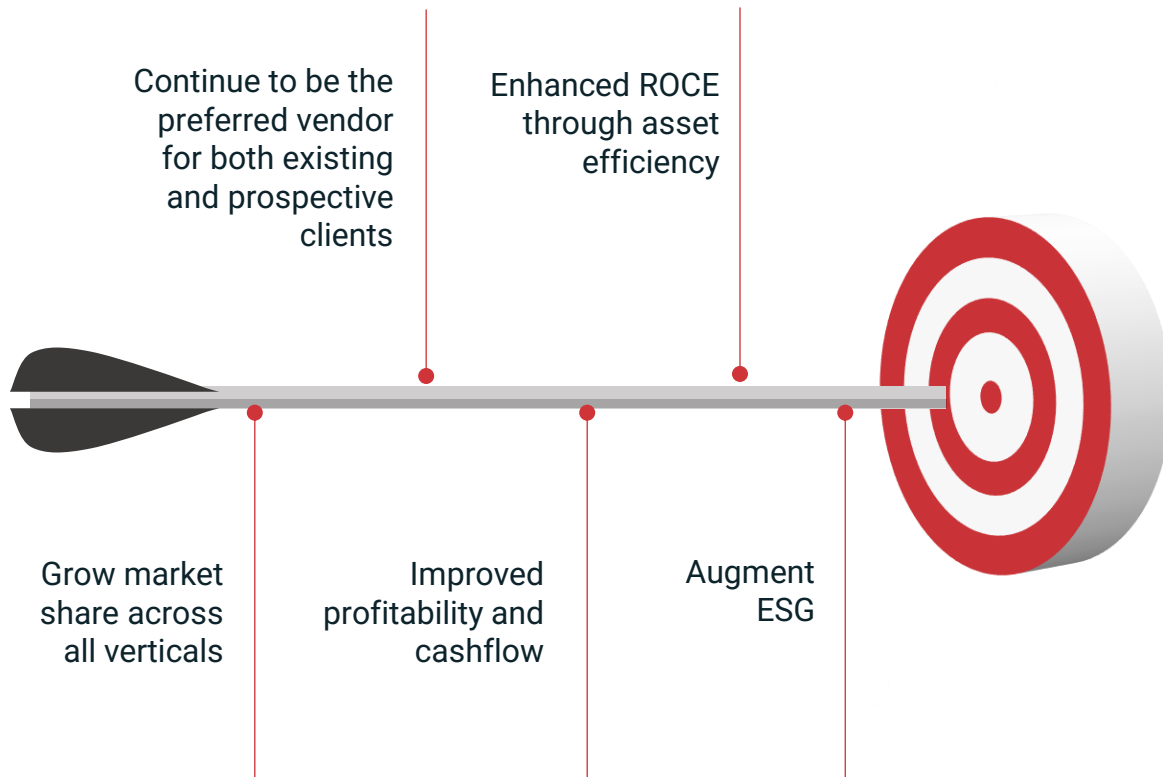 Continue to be the
preferred vendor
for both existing
and prospective
clients
Enhanced ROCE
through asset
efficiency
Grow market
share across
all verticals
Improved
profitability and
cashflow
Augment
ESG